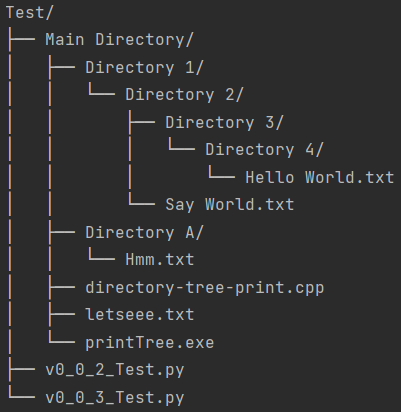 Test/
├── Main Directory/
│   ├── Directory 1/
│   │   └── Directory 2/
│   │       ├── Directory 3/
│   │       │   └── Directory 4/
│   │       │       └── Hello World.txt
│   │       └── Say World.txt
│   ├── Directory A/
│   │   └── Hmm.txt
│   ├── directory-tree-print.cpp
│   ├── letseee.txt
│   └── printTree.exe
├── v0_0_2_Test.py
└── v0_0_3_Test.py